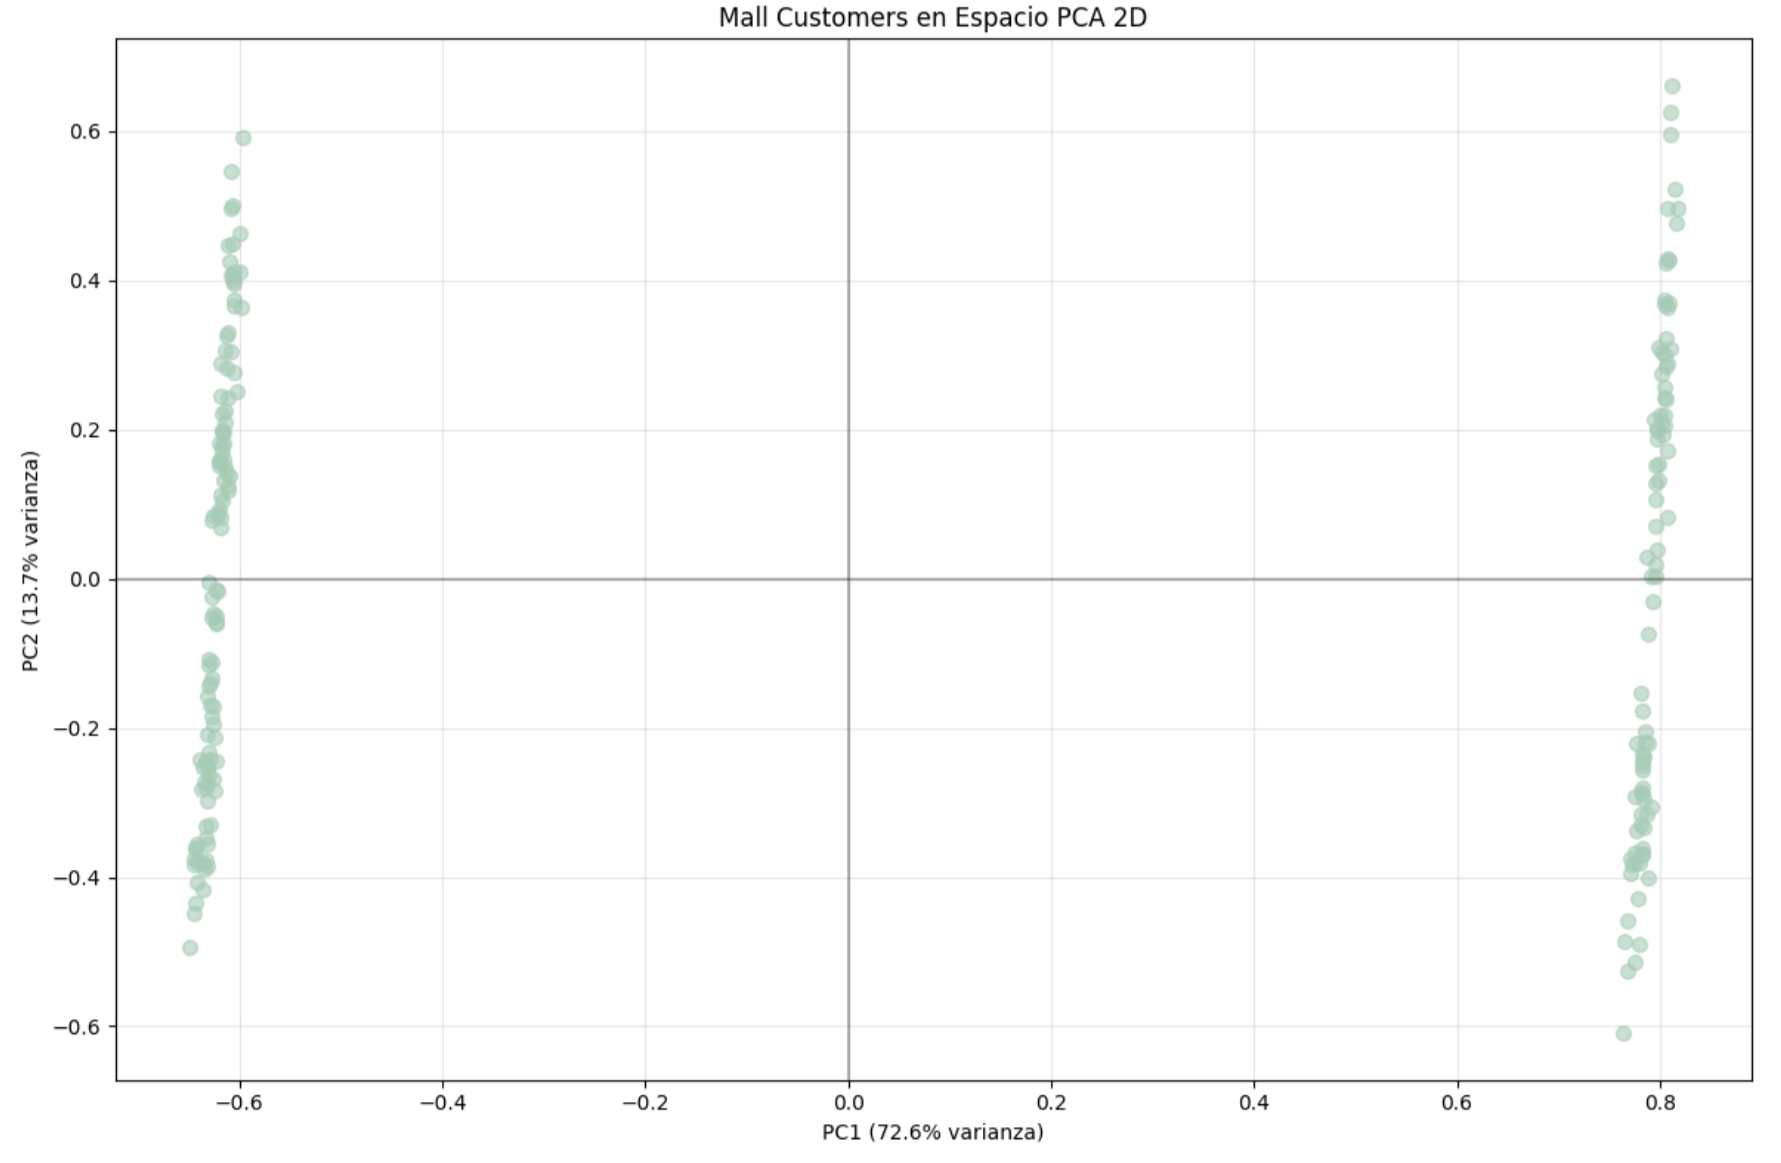 Mall Customers en Espacio PCA 2D
PC2 (13.7% varianza)
0.6
0.4
0.2
0.0
−0.2
−0.4
−0.6
−0.6 −0.4 −0.2 0.0 0.2 0.4 0.6 0.8
PC1 (72.6% varianza)